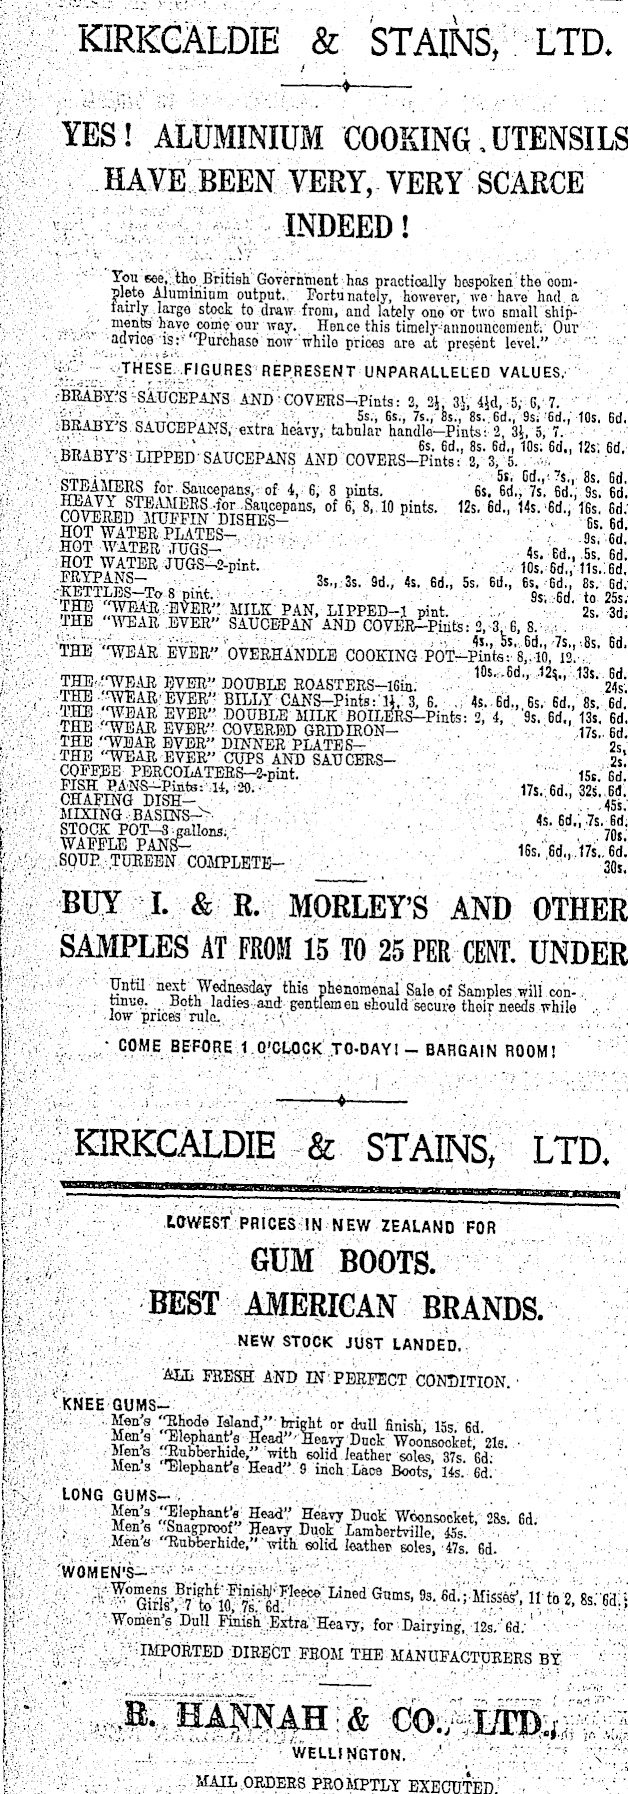 KIRKCALDIE & STAINS, LTD.
YES! ALUMINIUM COOKING UTENSILS
HAVE BEEN VERY, VERY SCARCE
INDEED!
You see, the British Government has practically bespoken the com-
plete Aluminium output. Fortunately, however, we have had a
fairly large stock to draw from, and lately one or two small ship-
ments have come our way. Hence this timely announcement. Our
advice is: "Purchase now while prices are at present level."
THESE FIGURES REPRESENT UNPARALLELED VALUES.
BRABY'S SAUCEPANS AND COVERS—Pints: 2, 2½, 3½, 4½d, 5, 6, 7.
5s., 6s., 7s., 8s., 8s. 6d., 9s. 6d., 10s. 6d.
BRABY'S SAUCEPANS, extra heavy, tabular handle—Pints: 2, 3½, 5, 7.
6s. 6d., 8s. 6d., 10s. 6d., 12s. 6d.
BRABY'S LIPPED SAUCEPANS AND COVERS—Pints: 2, 3, 5.
5s. 6d., 7s., 8s. 6d.
STEAMERS for Saucepans, of 4, 6, 8 pints. 6s. 6d., 7s. 6d., 9s. 6d.
HEAVY STEAMERS for Saucepans, of 6, 8, 10 pints. 12s. 6d., 14s. 6d., 16s. 6d.
COVERED MUFFIN DISHES— 6s. 6d.
HOT WATER PLATES— 9s. 6d.
HOT WATER JUGS— 4s. 6d., 5s. 6d.
HOT WATER JUGS—2-pint. 10s. 6d., 11s. 6d.
FRYPANS— 3s., 3s. 9d., 4s. 6d., 5s. 6d., 6s. 6d., 8s. 6d.
KETTLES—To 8 pint. 9s. 6d. to 25s.
THE "WEAR EVER" MILK PAN, LIPPED—1 pint. 2s. 3d.
THE "WEAR EVER" SAUCEPAN AND COVER—Pints: 2, 3, 6, 8.
4s., 5s. 6d., 7s., 8s. 6d.
THE "WEAR EVER" OVERHANDLE COOKING POT—Pints: 8, 10, 12.
10s. 6d., 12s., 13s. 6d.
THE "WEAR EVER" DOUBLE ROASTERS—16in. 24s.
THE "WEAR EVER" BILLY CANS—Pints: 1½, 3, 6. 4s. 6d., 6s. 6d., 8s. 6d.
THE "WEAR EVER" DOUBLE MILK BOILERS—Pints: 2, 4, 9s. 6d., 13s. 6d.
THE "WEAR EVER" COVERED GRIDIRON— 17s. 6d.
THE "WEAR EVER" DINNER PLATES— 2s.
THE "WEAR EVER" CUPS AND SAUCERS— 2s.
COFFEE PERCOLATERS—2-pint. 15s. 6d.
FISH PANS—Pints: 14, 20. 17s. 6d., 32s. 6d.
CHAFING DISH— 45s.
MIXING BASINS— 4s. 6d., 7s. 6d.
STOCK POT—3 gallons. 70s.
WAFFLE PANS— 16s. 6d., 17s. 6d.
SOUP TUREEN COMPLETE— 30s.
BUY I. & R. MORLEY'S AND OTHER
SAMPLES AT FROM 15 TO 25 PER CENT. UNDER
Until next Wednesday this phenomenal Sale of Samples will con-
tinue. Both ladies and gentlemen should secure their needs while
low prices rule.
COME BEFORE 1 O'CLOCK TO-DAY!—BARGAIN ROOM!
KIRKCALDIE & STAINS, LTD.
LOWEST PRICES IN NEW ZEALAND FOR
GUM BOOTS.
BEST AMERICAN BRANDS.
NEW STOCK JUST LANDED.
ALL FRESH AND IN PERFECT CONDITION.
KNEE GUMS—
Men's "Rhode Island," bright or dull finish, 15s. 6d.
Men's "Elephant's Head" Heavy Duck Woonsocket, 21s.
Men's "Rubberhide," with solid leather soles, 37s. 6d.
Men's "Elephant's Head" 9 inch Lace Boots, 14s. 6d.
LONG GUMS—
Men's "Elephant's Head" Heavy Duck Woonsocket, 28s. 6d.
Men's "Snagproof" Heavy Duck Lambertville, 45s.
Men's "Rubberhide," with solid leather soles, 47s. 6d.
WOMEN'S—
Womens Bright Finish Fleece Lined Gums, 9s. 6d.; Misses', 11 to 2, 8s. 6d.;
Girls', 7 to 10, 7s. 6d.
Women's Dull Finish Extra Heavy, for Dairying, 12s. 6d.
IMPORTED DIRECT FROM THE MANUFACTURERS BY
R. HANNAH & CO., LTD.,
WELLINGTON.
MAIL ORDERS PROMPTLY EXECUTED.